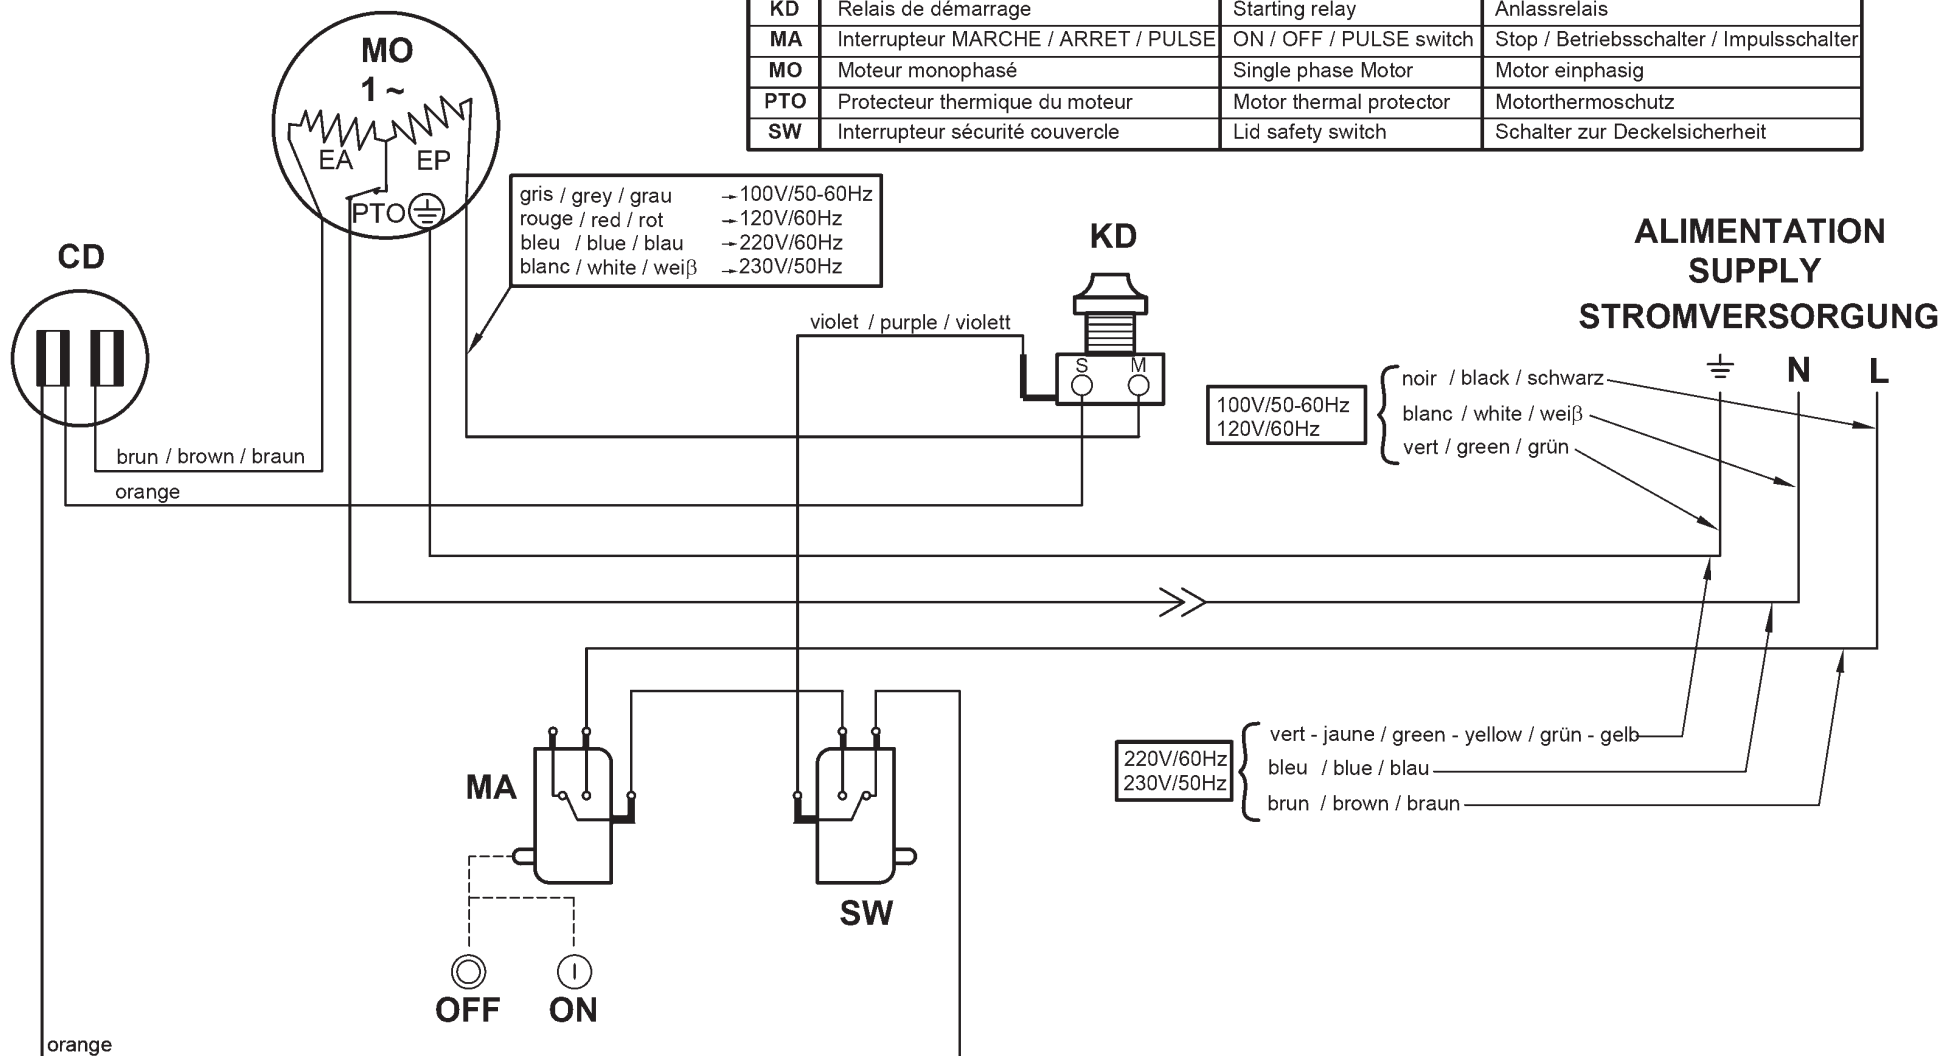 KD Relais de démarrage Starting relay Anlassrelais
MA Interrupteur MARCHE / ARRET / PULSE ON / OFF / PULSE switch Stop / Betriebsschalter / Impulsschalter
MO Moteur monophasé Single phase Motor Motor einphasig
PTO Protecteur thermique du moteur Motor thermal protector Motorthermoschutz
SW Interrupteur sécurité couvercle Lid safety switch Schalter zur Deckelsicherheit
MO
1 ~
EA EP
PTO
gris / grey / grau →100V/50-60Hz
rouge / red / rot →120V/60Hz
bleu / blue / blau →220V/60Hz
blanc / white / weiβ →230V/50Hz
CD
KD
violet / purple / violett
S M
ALIMENTATION
SUPPLY
STROMVERSORGUNG
N L
100V/50-60Hz
120V/60Hz
noir / black / schwarz
blanc / white / weiβ
vert / green / grün
brun / brown / braun
orange
MA
SW
220V/60Hz
230V/50Hz
vert - jaune / green - yellow / grün - gelb
bleu / blue / blau
brun / brown / braun
OFF ON
orange